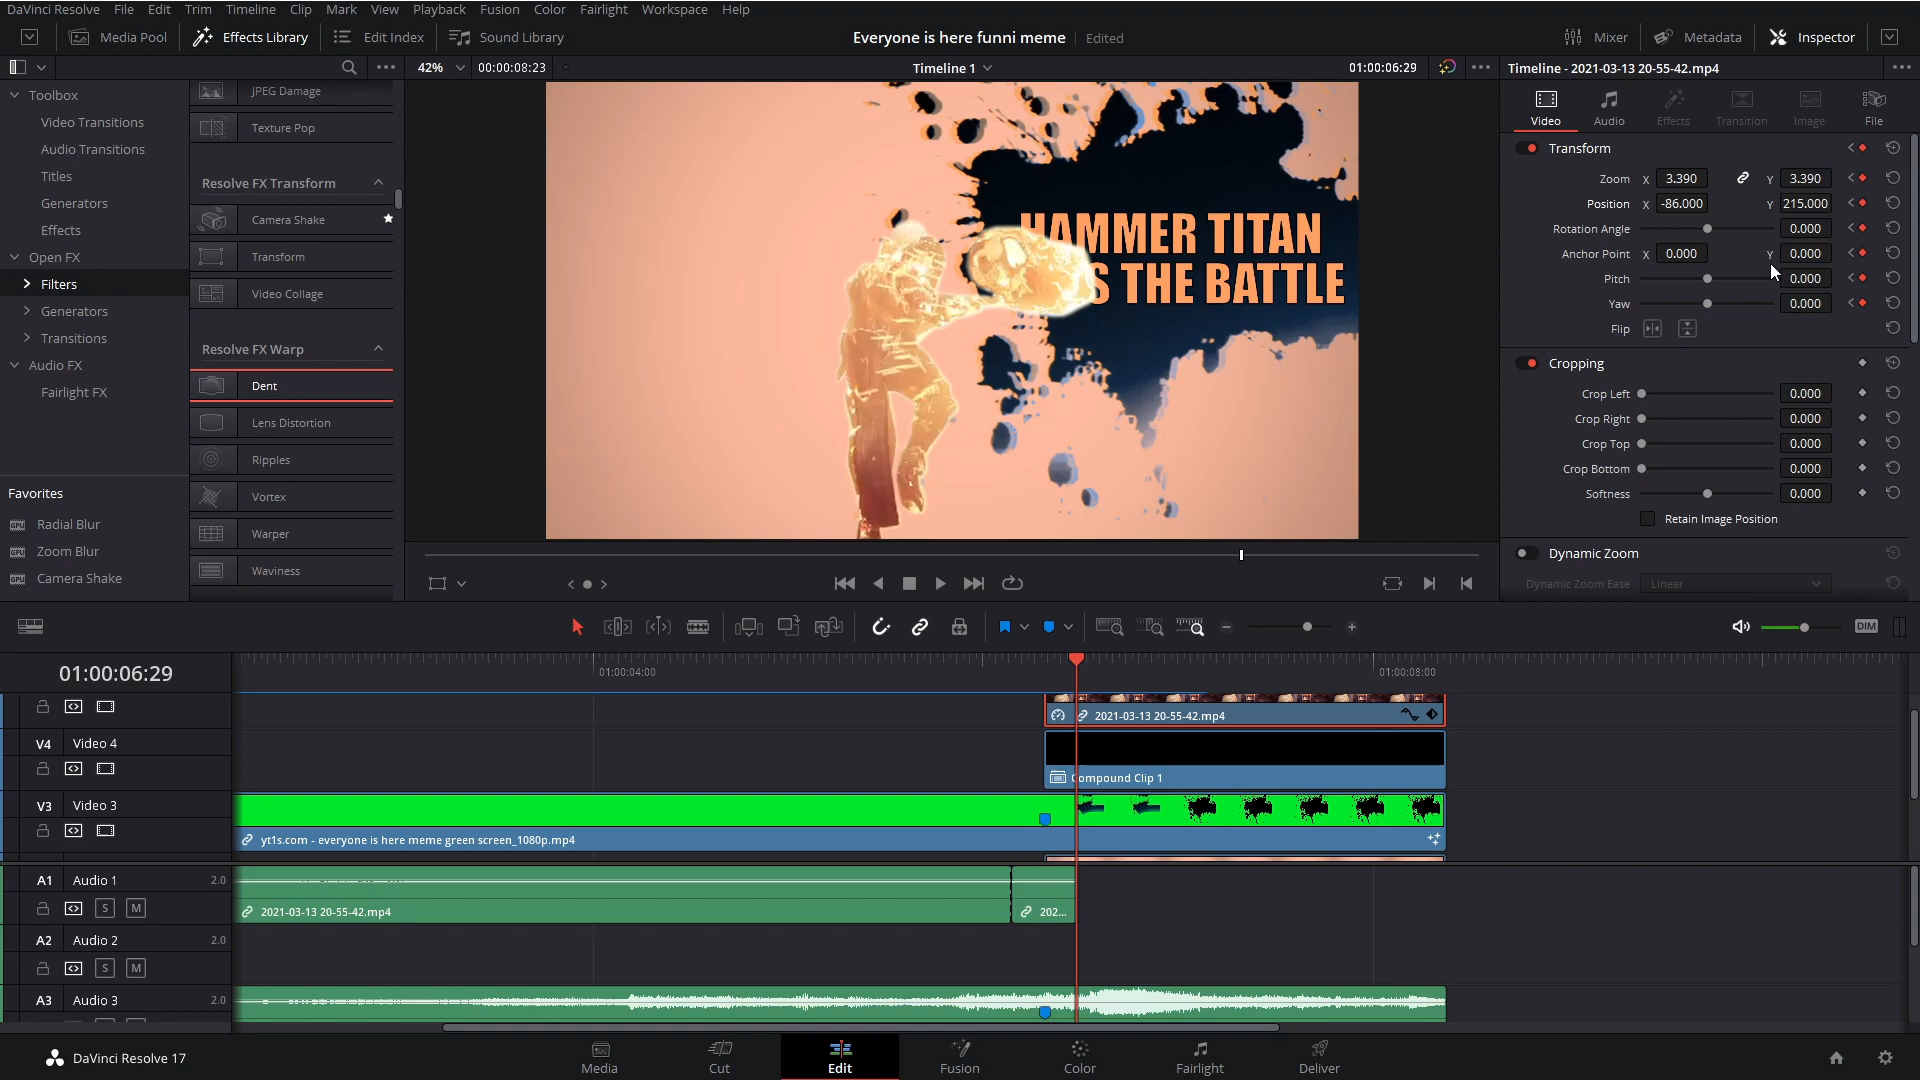 DaVinci Resolve File Edit Trim Timeline Clip Mark View Playback Fusion Color Fairlight Workspace Help
Media Pool Effects Library Edit Index Sound Library Everyone is here funni meme Edited Mixer Metadata Inspector
42% 00:00:08:23 Timeline 1 01:00:06:29 Timeline - 2021-03-13 20-55-42.mp4
Toolbox
Video Transitions
Audio Transitions
Titles
Generators
Effects
Open FX
Filters
Generators
Transitions
Audio FX
Fairlight FX
Favorites
Radial Blur
Zoom Blur
Camera Shake
JPEG Damage
Texture Pop
Resolve FX Transform
Camera Shake
Transform
Video Collage
Resolve FX Warp
Dent
Lens Distortion
Ripples
Vortex
Warper
Waviness
HAMMER TITAN
S THE BATTLE
Video Audio Effects Transition Image File
Transform
Zoom X 3.390 Y 3.390
Position X -86.000 Y 215.000
Rotation Angle 0.000
Anchor Point X 0.000 Y 0.000
Pitch 0.000
Yaw 0.000
Flip
Cropping
Crop Left 0.000
Crop Right 0.000
Crop Top 0.000
Crop Bottom 0.000
Softness 0.000
Retain Image Position
Dynamic Zoom
Dynamic Zoom Ease Linear
DIM
01:00:06:29 01:00:04:00 01:00:08:00
2021-03-13 20-55-42.mp4
V4 Video 4
Compound Clip 1
V3 Video 3
yt1s.com - everyone is here meme green screen_1080p.mp4
A1 Audio 1 2.0
S M 2021-03-13 20-55-42.mp4 202...
A2 Audio 2 2.0
S M
A3 Audio 3 2.0
DaVinci Resolve 17 Media Cut Edit Fusion Color Fairlight Deliver